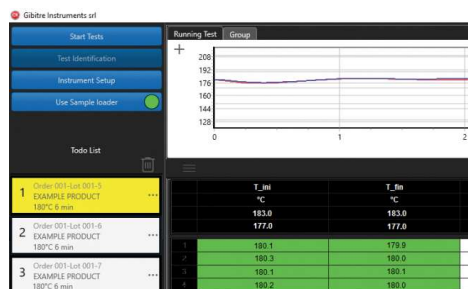 Gibitre Instruments srl
Start Tests
Test Identification
Instrument Setup
Use Sample loader
Todo List
1 Order 001-Lot 001-5
EXAMPLE PRODUCT
180°C 6 min
2 Order 001-Lot 001-6
EXAMPLE PRODUCT
180°C 6 min
3 Order 001-Lot 001-7
EXAMPLE PRODUCT
180°C 6 min
Running Test Group
208
192
176
160
144
128
0 1 2
T_ini T_fin
°C °C
183.0 183.0
177.0 177.0
1 180.1 179.9
2 180.3 180.0
3 180.1 180.1
4 180.2 180.0